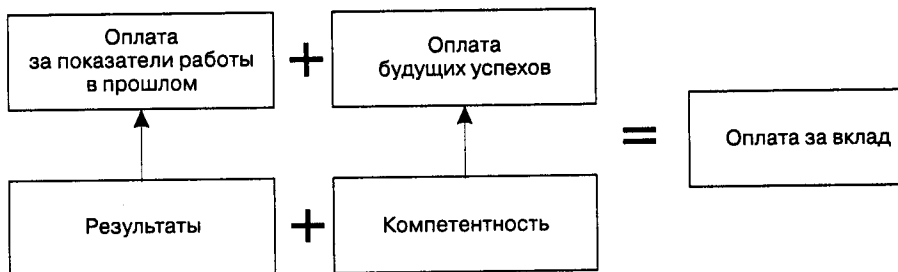 Оплата
за показатели работы
в прошлом
+
Оплата
будущих успехов
=
Оплата за вклад
Результаты
+
Компетентность